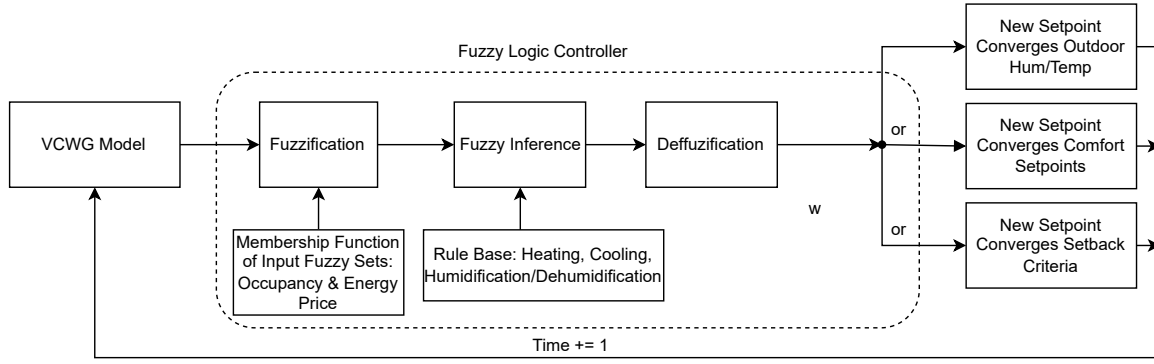 Fuzzy Logic Controller
VCWG Model
Fuzzification
Fuzzy Inference
Deffuzification
Membership Function
of Input Fuzzy Sets:
Occupancy & Energy
Price
Rule Base: Heating, Cooling,
Humidification/Dehumidification
w
or
or
New Setpoint
Converges Outdoor
Hum/Temp
New Setpoint
Converges Comfort
Setpoints
New Setpoint
Converges Setback
Criteria
Time += 1